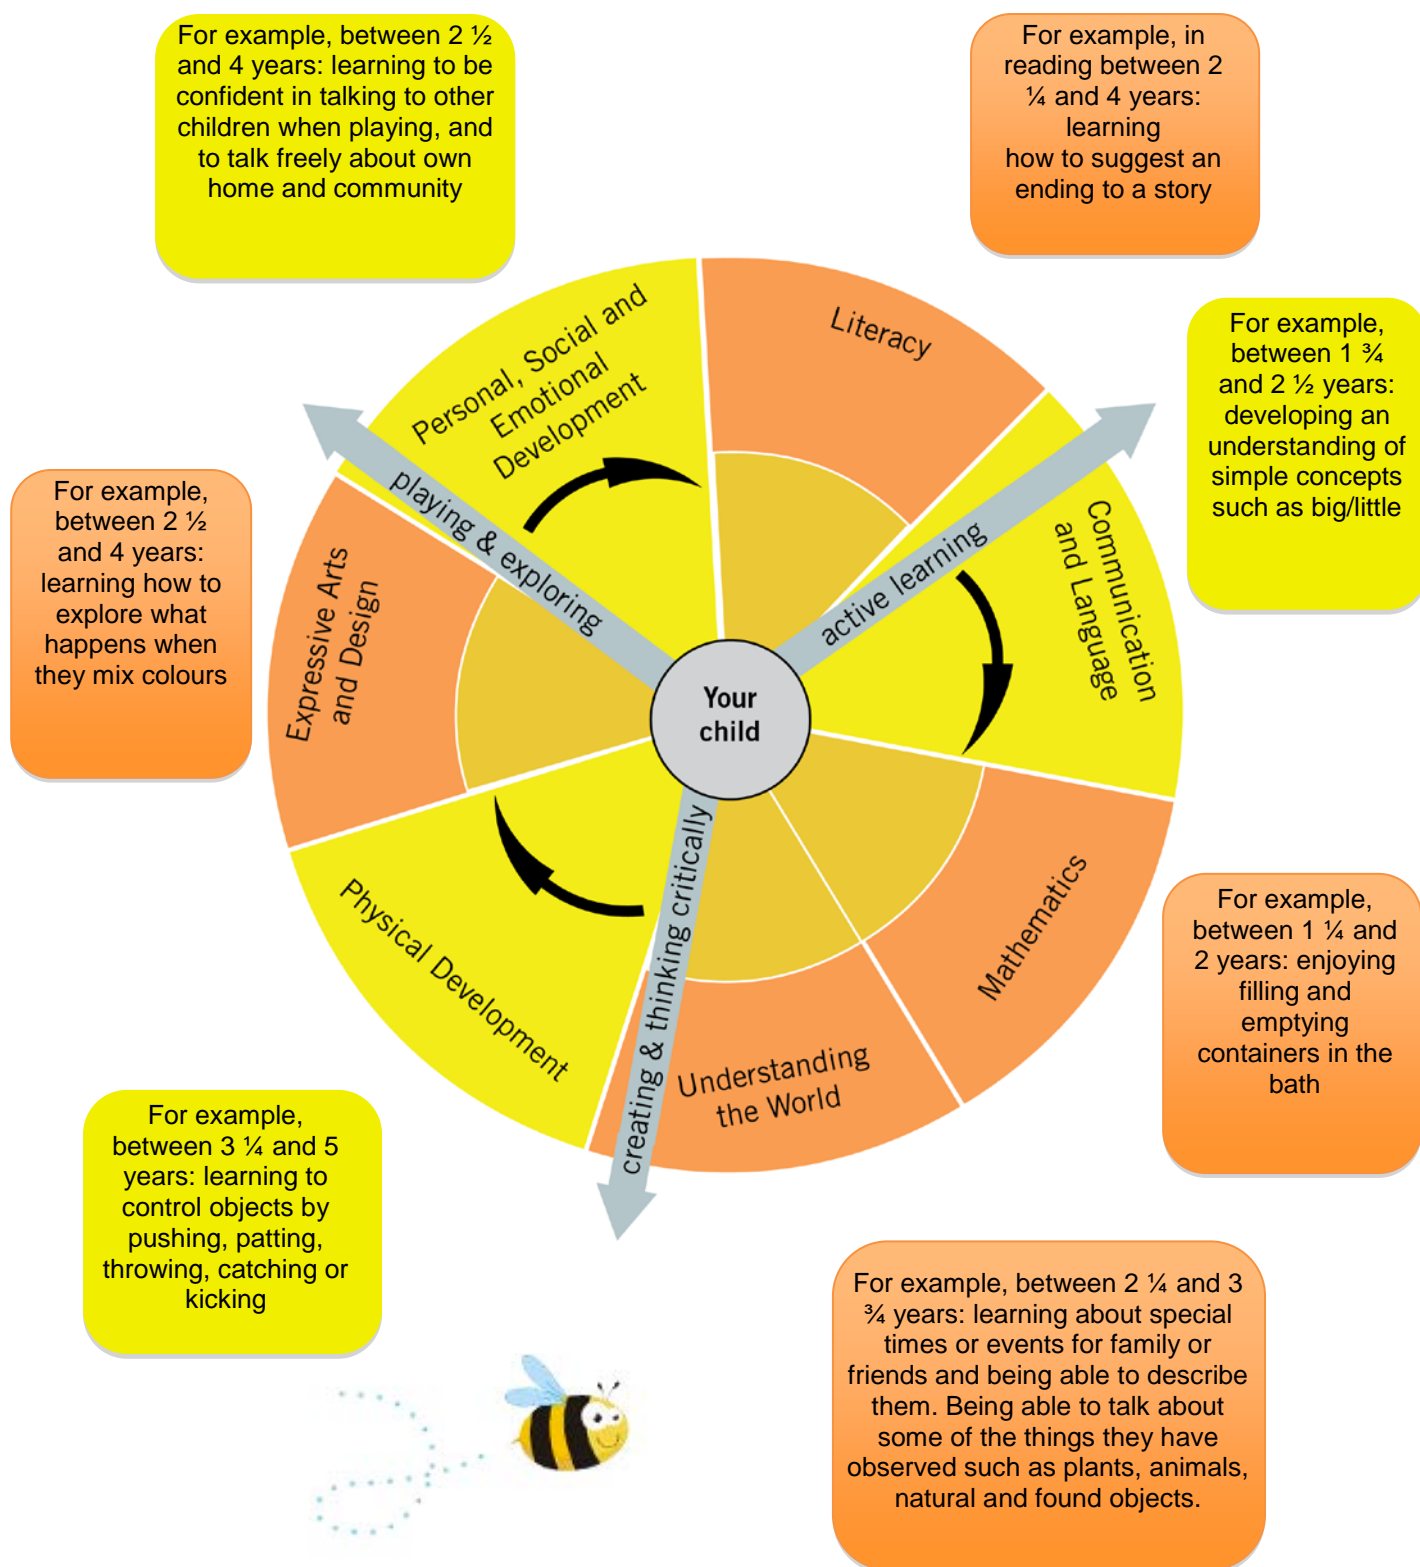 For example, between 2 ½
and 4 years: learning to be
confident in talking to other
children when playing, and
to talk freely about own
home and community
For example, in
reading between 2
¼ and 4 years:
learning
how to suggest an
ending to a story
For example,
between 1 ¾
and 2 ½ years:
developing an
understanding of
simple concepts
such as big/little
For example,
between 2 ½
and 4 years:
learning how to
explore what
happens when
they mix colours
Personal, Social and
Emotional
Development
Literacy
Communication
and Language
Expressive Arts
and Design
playing & exploring
active learning
Your
child
creating & thinking critically
Physical Development
Mathematics
Understanding
the World
For example,
between 1 ¼ and
2 years: enjoying
filling and
emptying
containers in the
bath
For example,
between 3 ¼ and 5
years: learning to
control objects by
pushing, patting,
throwing, catching or
kicking
For example, between 2 ¼ and 3
¾ years: learning about special
times or events for family or
friends and being able to describe
them. Being able to talk about
some of the things they have
observed such as plants, animals,
natural and found objects.